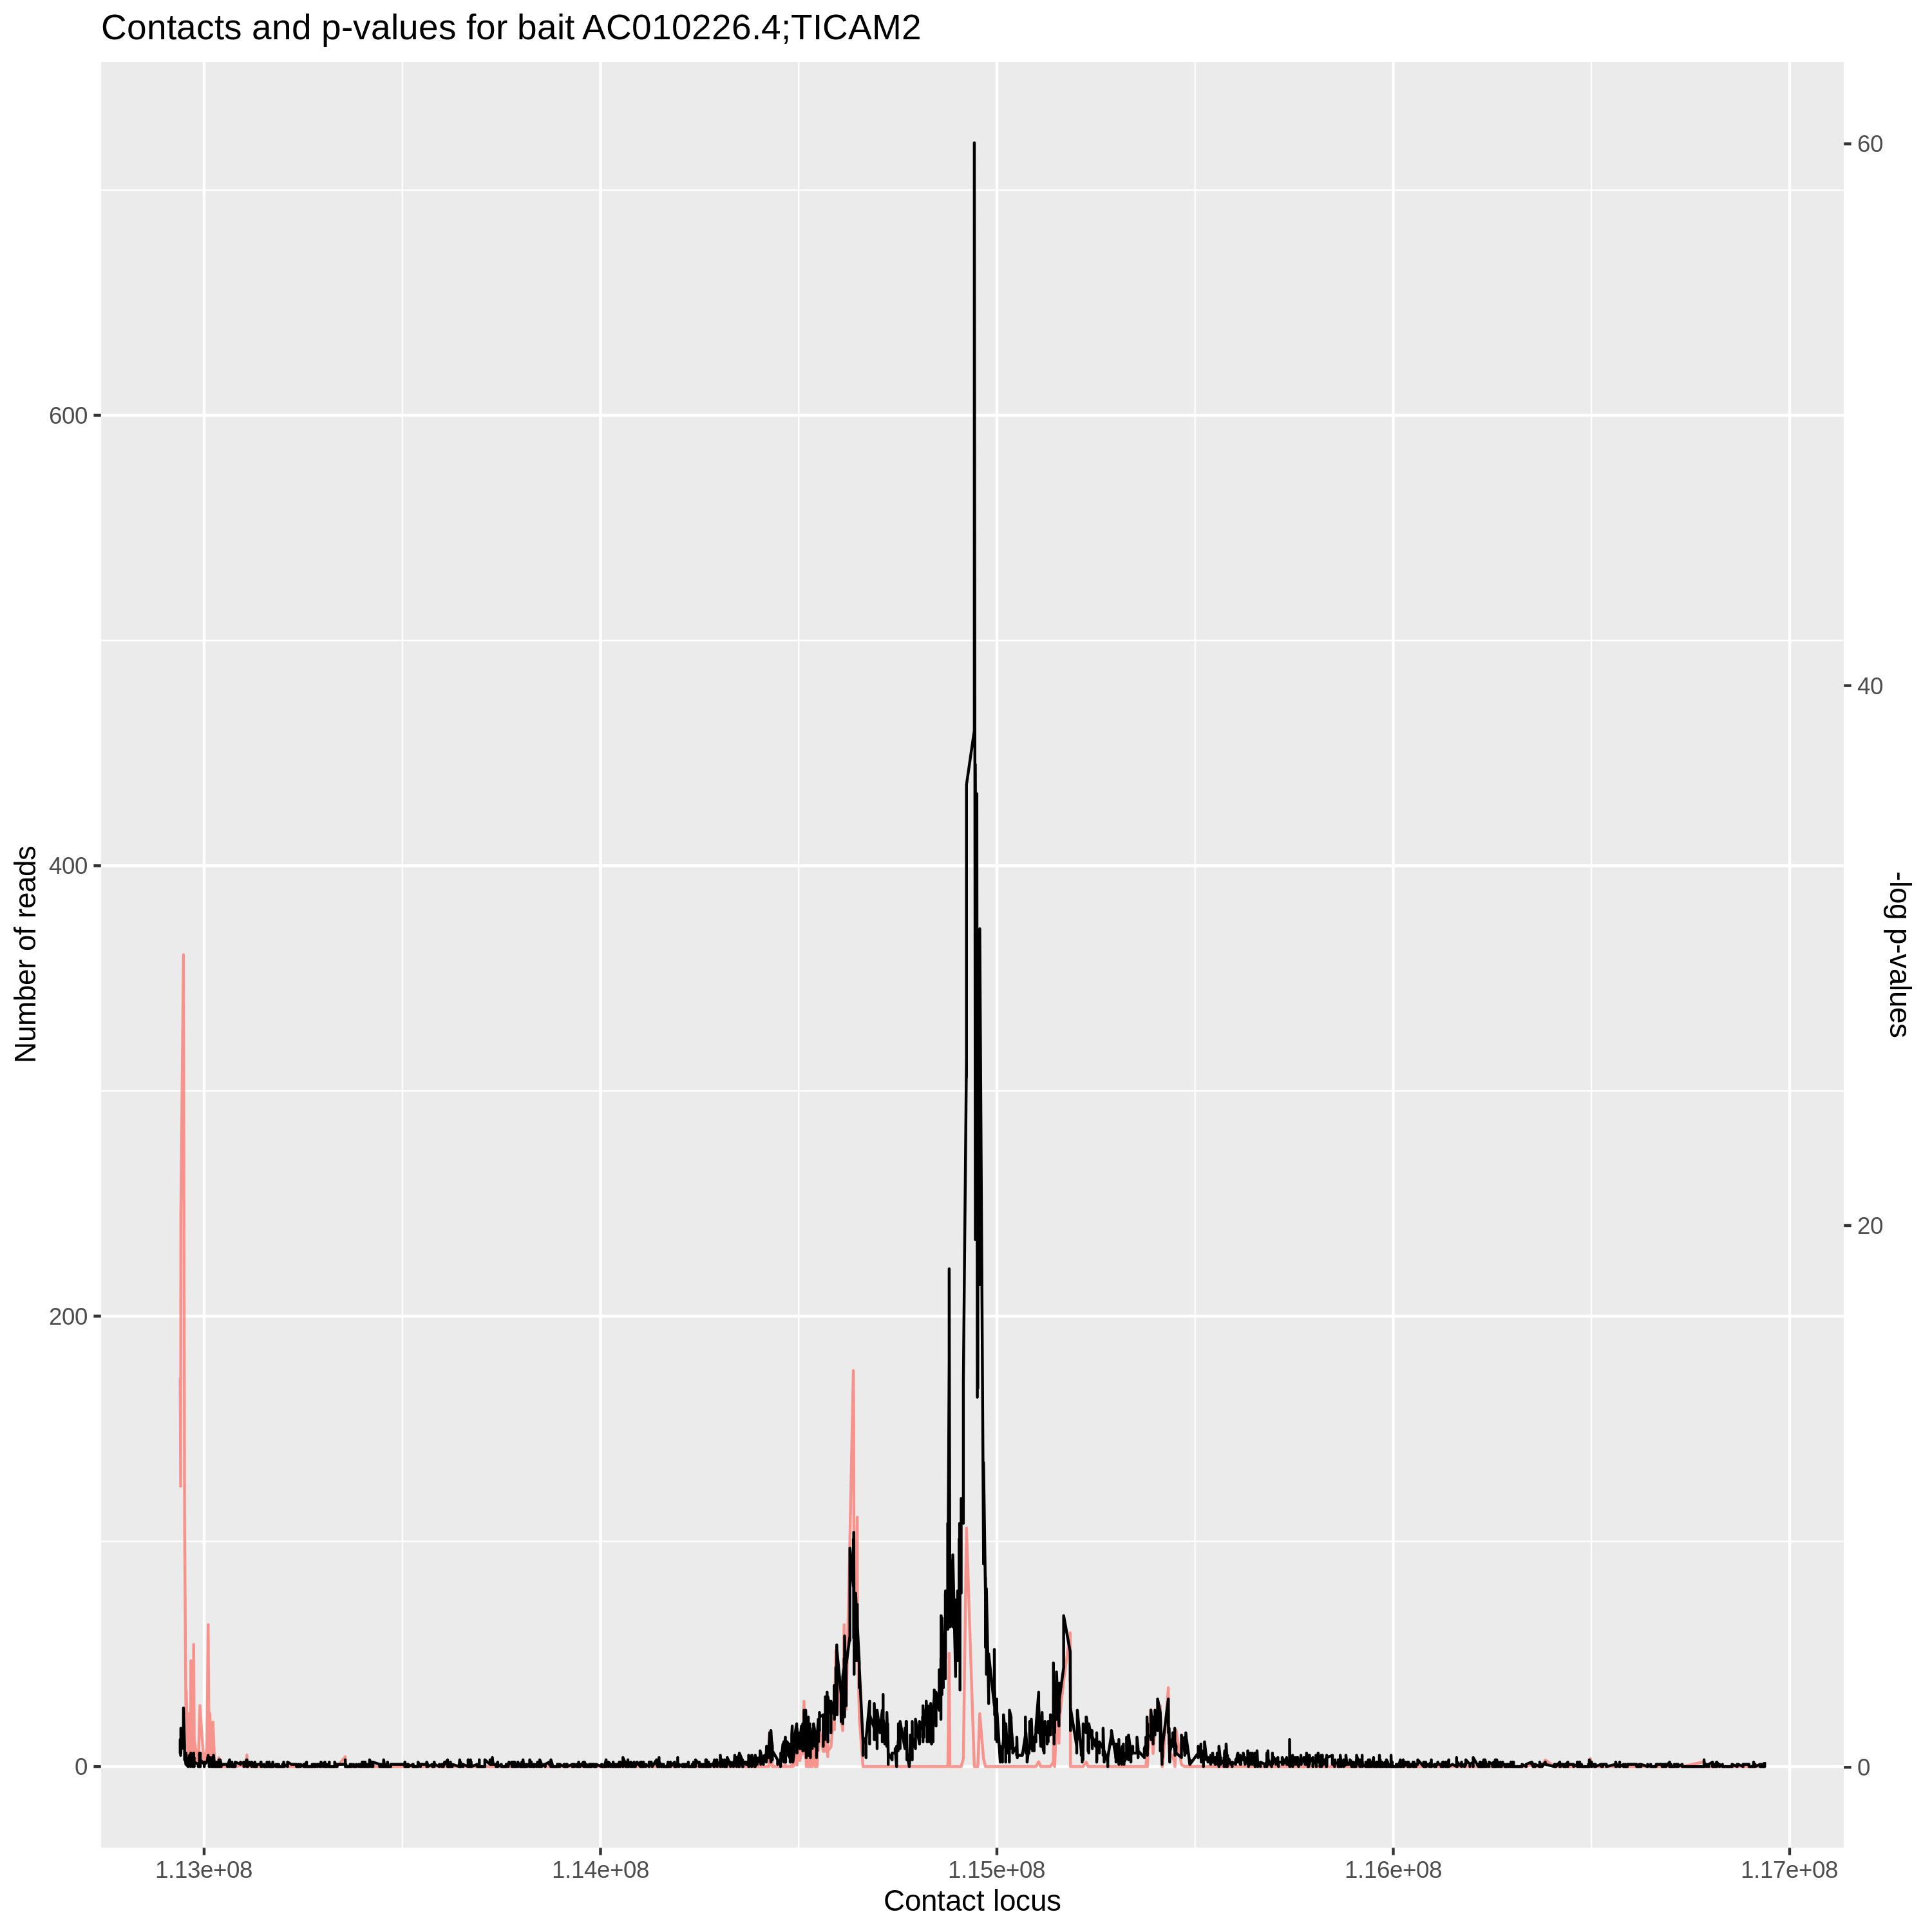 Contacts and p-values for bait AC010226.4;TICAM2
60
600
40
Number of reads
400
-log p-values
20
200
0
0
1.13e+08
1.14e+08
1.15e+08
1.16e+08
1.17e+08
Contact locus